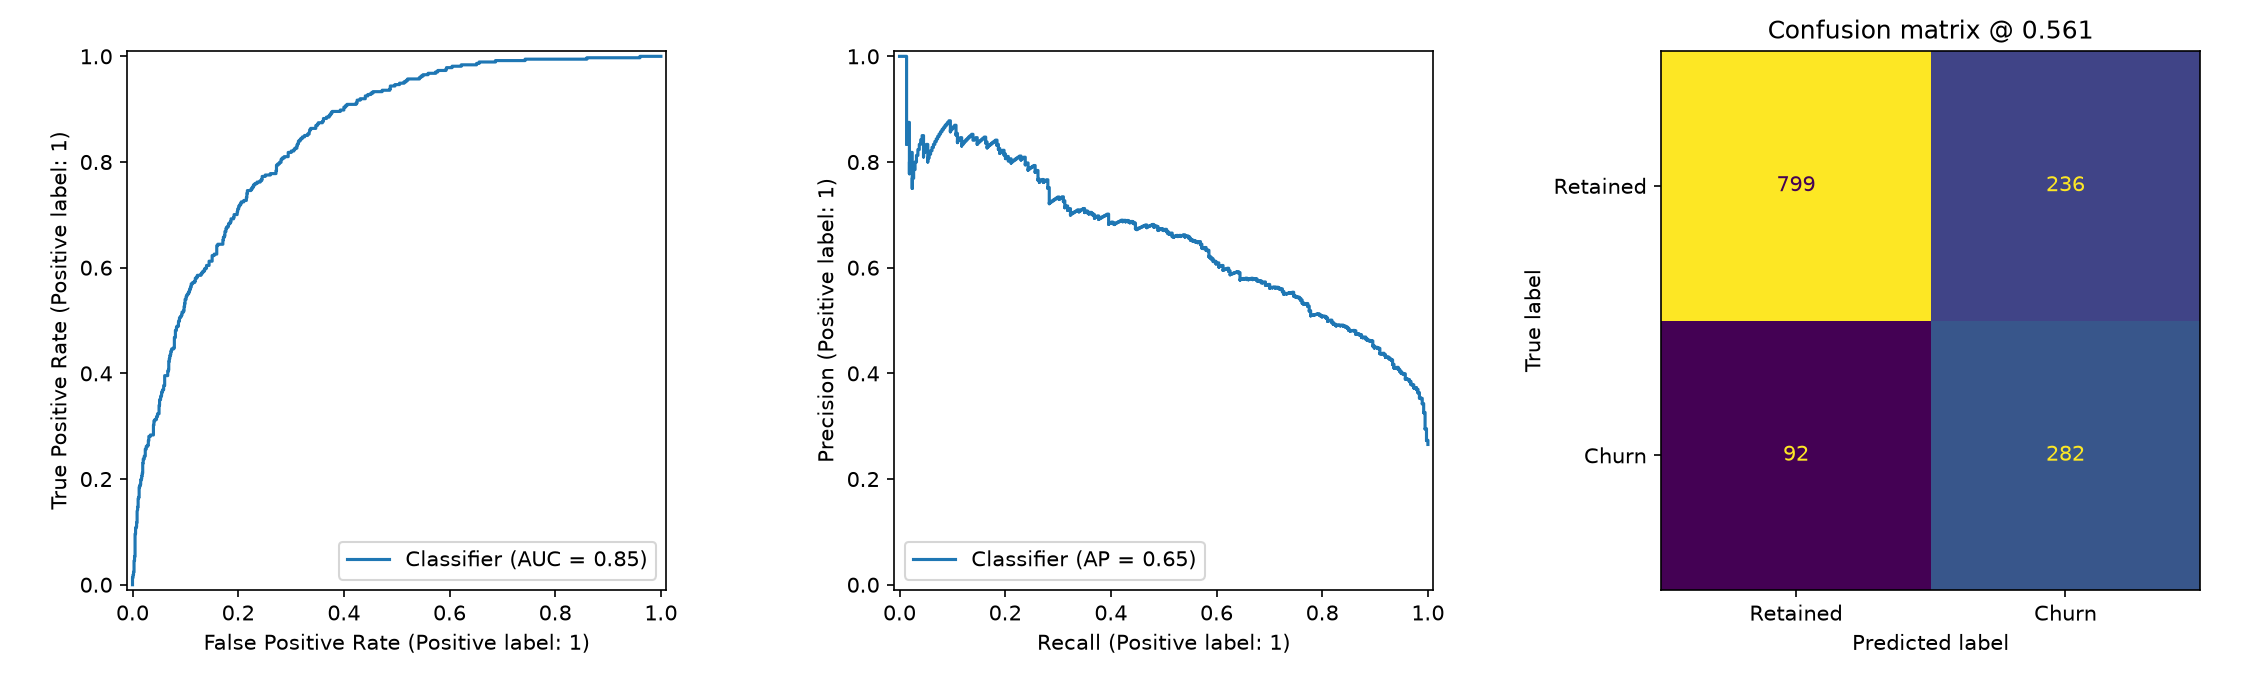 True Positive Rate (Positive label: 1)
1.0
0.8
0.6
0.4
0.2
0.0
Classifier (AUC = 0.85)
0.0 0.2 0.4 0.6 0.8 1.0
False Positive Rate (Positive label: 1)
Precision (Positive label: 1)
1.0
0.8
0.6
0.4
0.2
0.0
Classifier (AP = 0.65)
0.0 0.2 0.4 0.6 0.8 1.0
Recall (Positive label: 1)
Confusion matrix @ 0.561
True label
Retained
799 236
Churn
92 282
Retained Churn
Predicted label